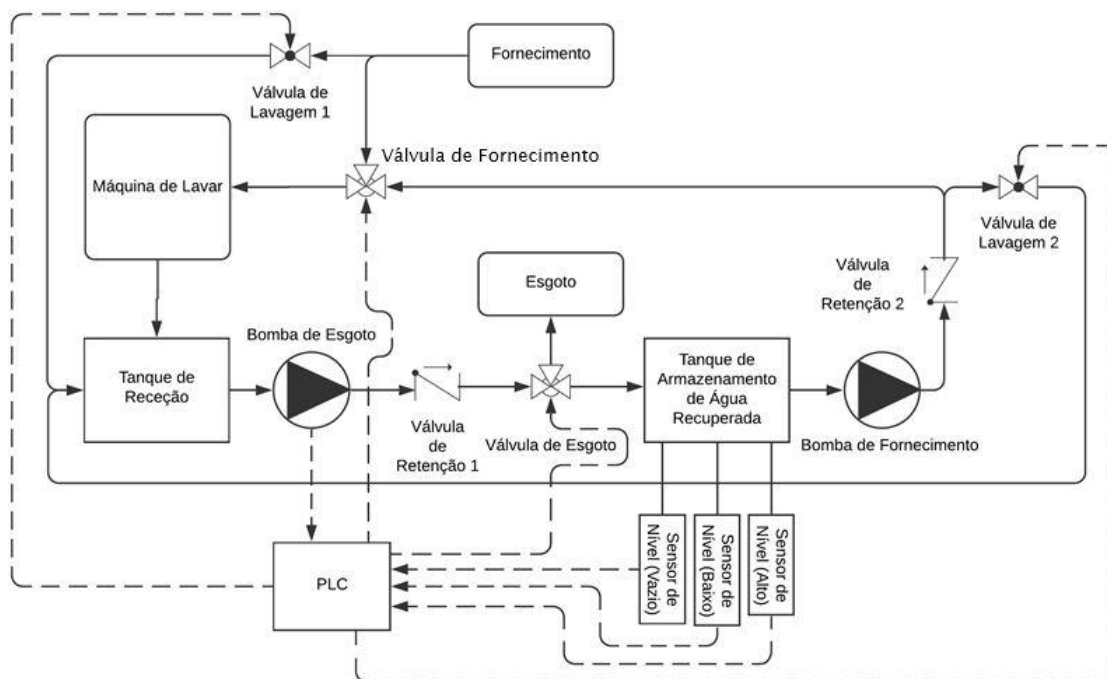 Fornecimento
Válvula de
Lavagem 1
Válvula de Fornecimento
Máquina de Lavar
Válvula de
Lavagem 2
Esgoto
Válvula
de
Retenção 2
Bomba de Esgoto
Tanque de
Receção
Tanque de
Armazenamento
de Água
Recuperada
Válvula
de
Retenção 1
Válvula de Esgoto
Bomba de Fornecimento
Sensor de
Nível (Vazio)
Sensor de
Nível (Baixo)
Sensor de
Nível (Alto)
PLC